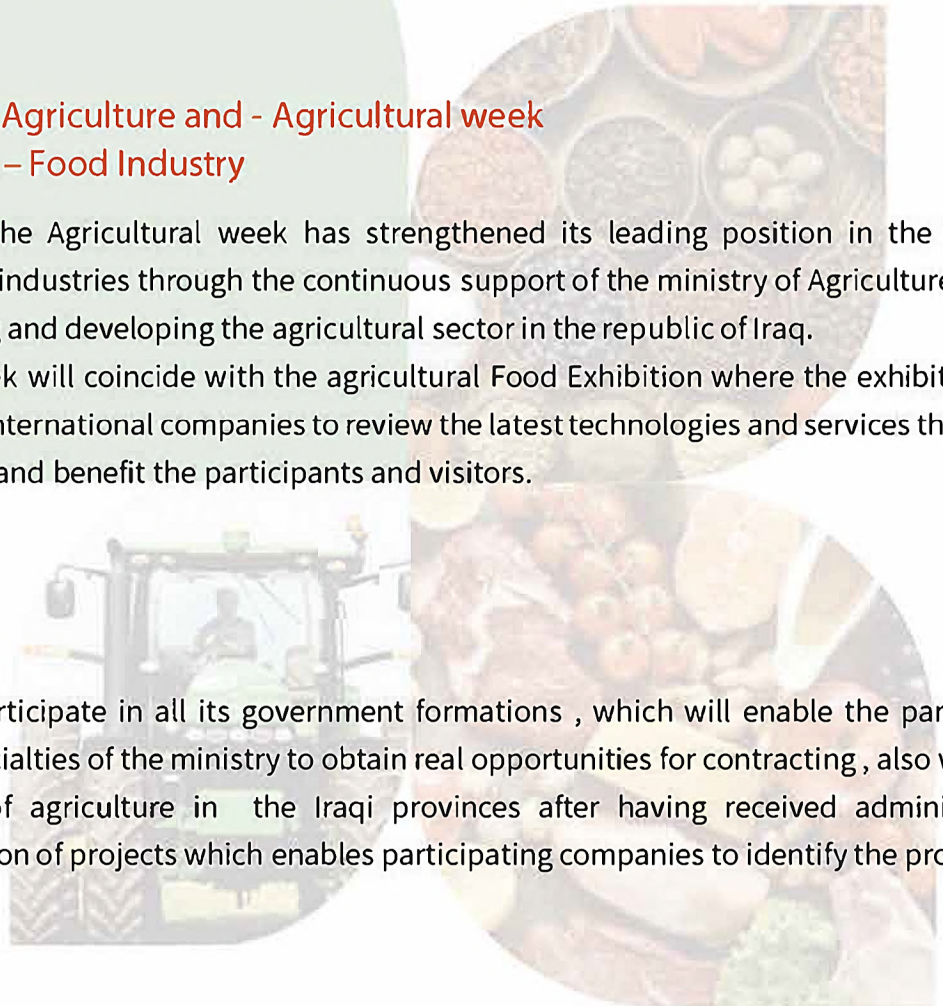 Agriculture and - Agricultural week
– Food Industry
he Agricultural week has strengthened its leading position in the
industries through the continuous support of the ministry of Agriculture
and developing the agricultural sector in the republic of Iraq.
k will coincide with the agricultural Food Exhibition where the exhibit
nternational companies to review the latest technologies and services th
and benefit the participants and visitors.
rticipate in all its government formations , which will enable the par
ialties of the ministry to obtain real opportunities for contracting , also
of agriculture in the Iraqi provinces after having received admini
on of projects which enables participating companies to identify the pro